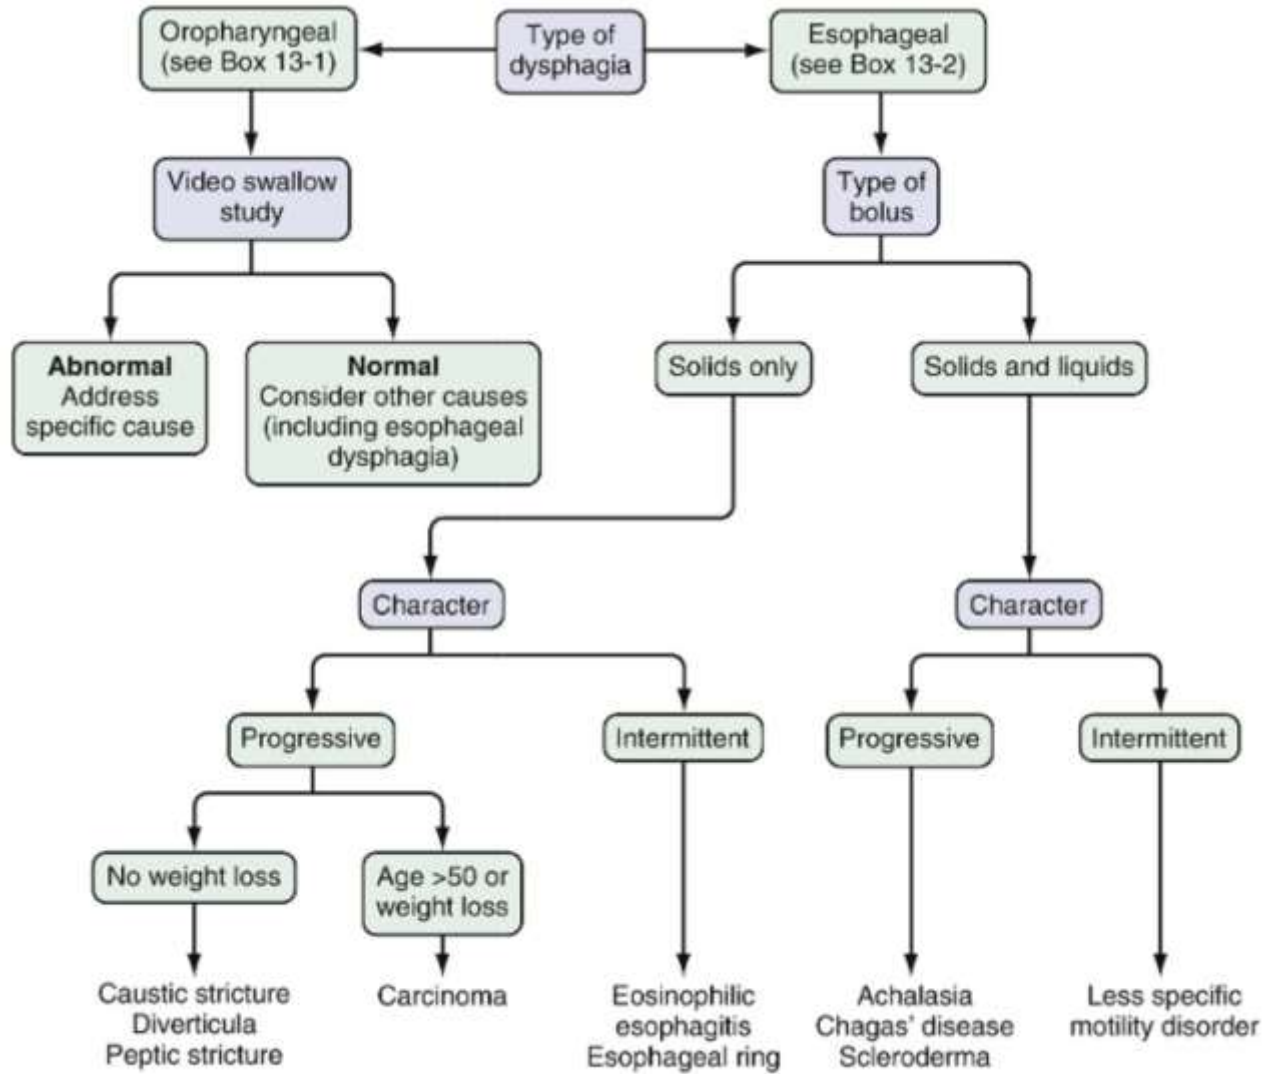 Oropharyngeal
(see Box 13-1)
Type of
dysphagia
Esophageal
(see Box 13-2)
Video swallow
study
Type of
bolus
Abnormal
Address
specific cause
Normal
Consider other causes
(including esophageal
dysphagia)
Solids only
Solids and liquids
Character
Character
Progressive
Intermittent
Progressive
Intermittent
No weight loss
Age >50 or
weight loss
Caustic stricture
Diverticula
Peptic stricture
Carcinoma
Eosinophilic
esophagitis
Esophageal ring
Achalasia
Chagas' disease
Scleroderma
Less specific
motility disorder